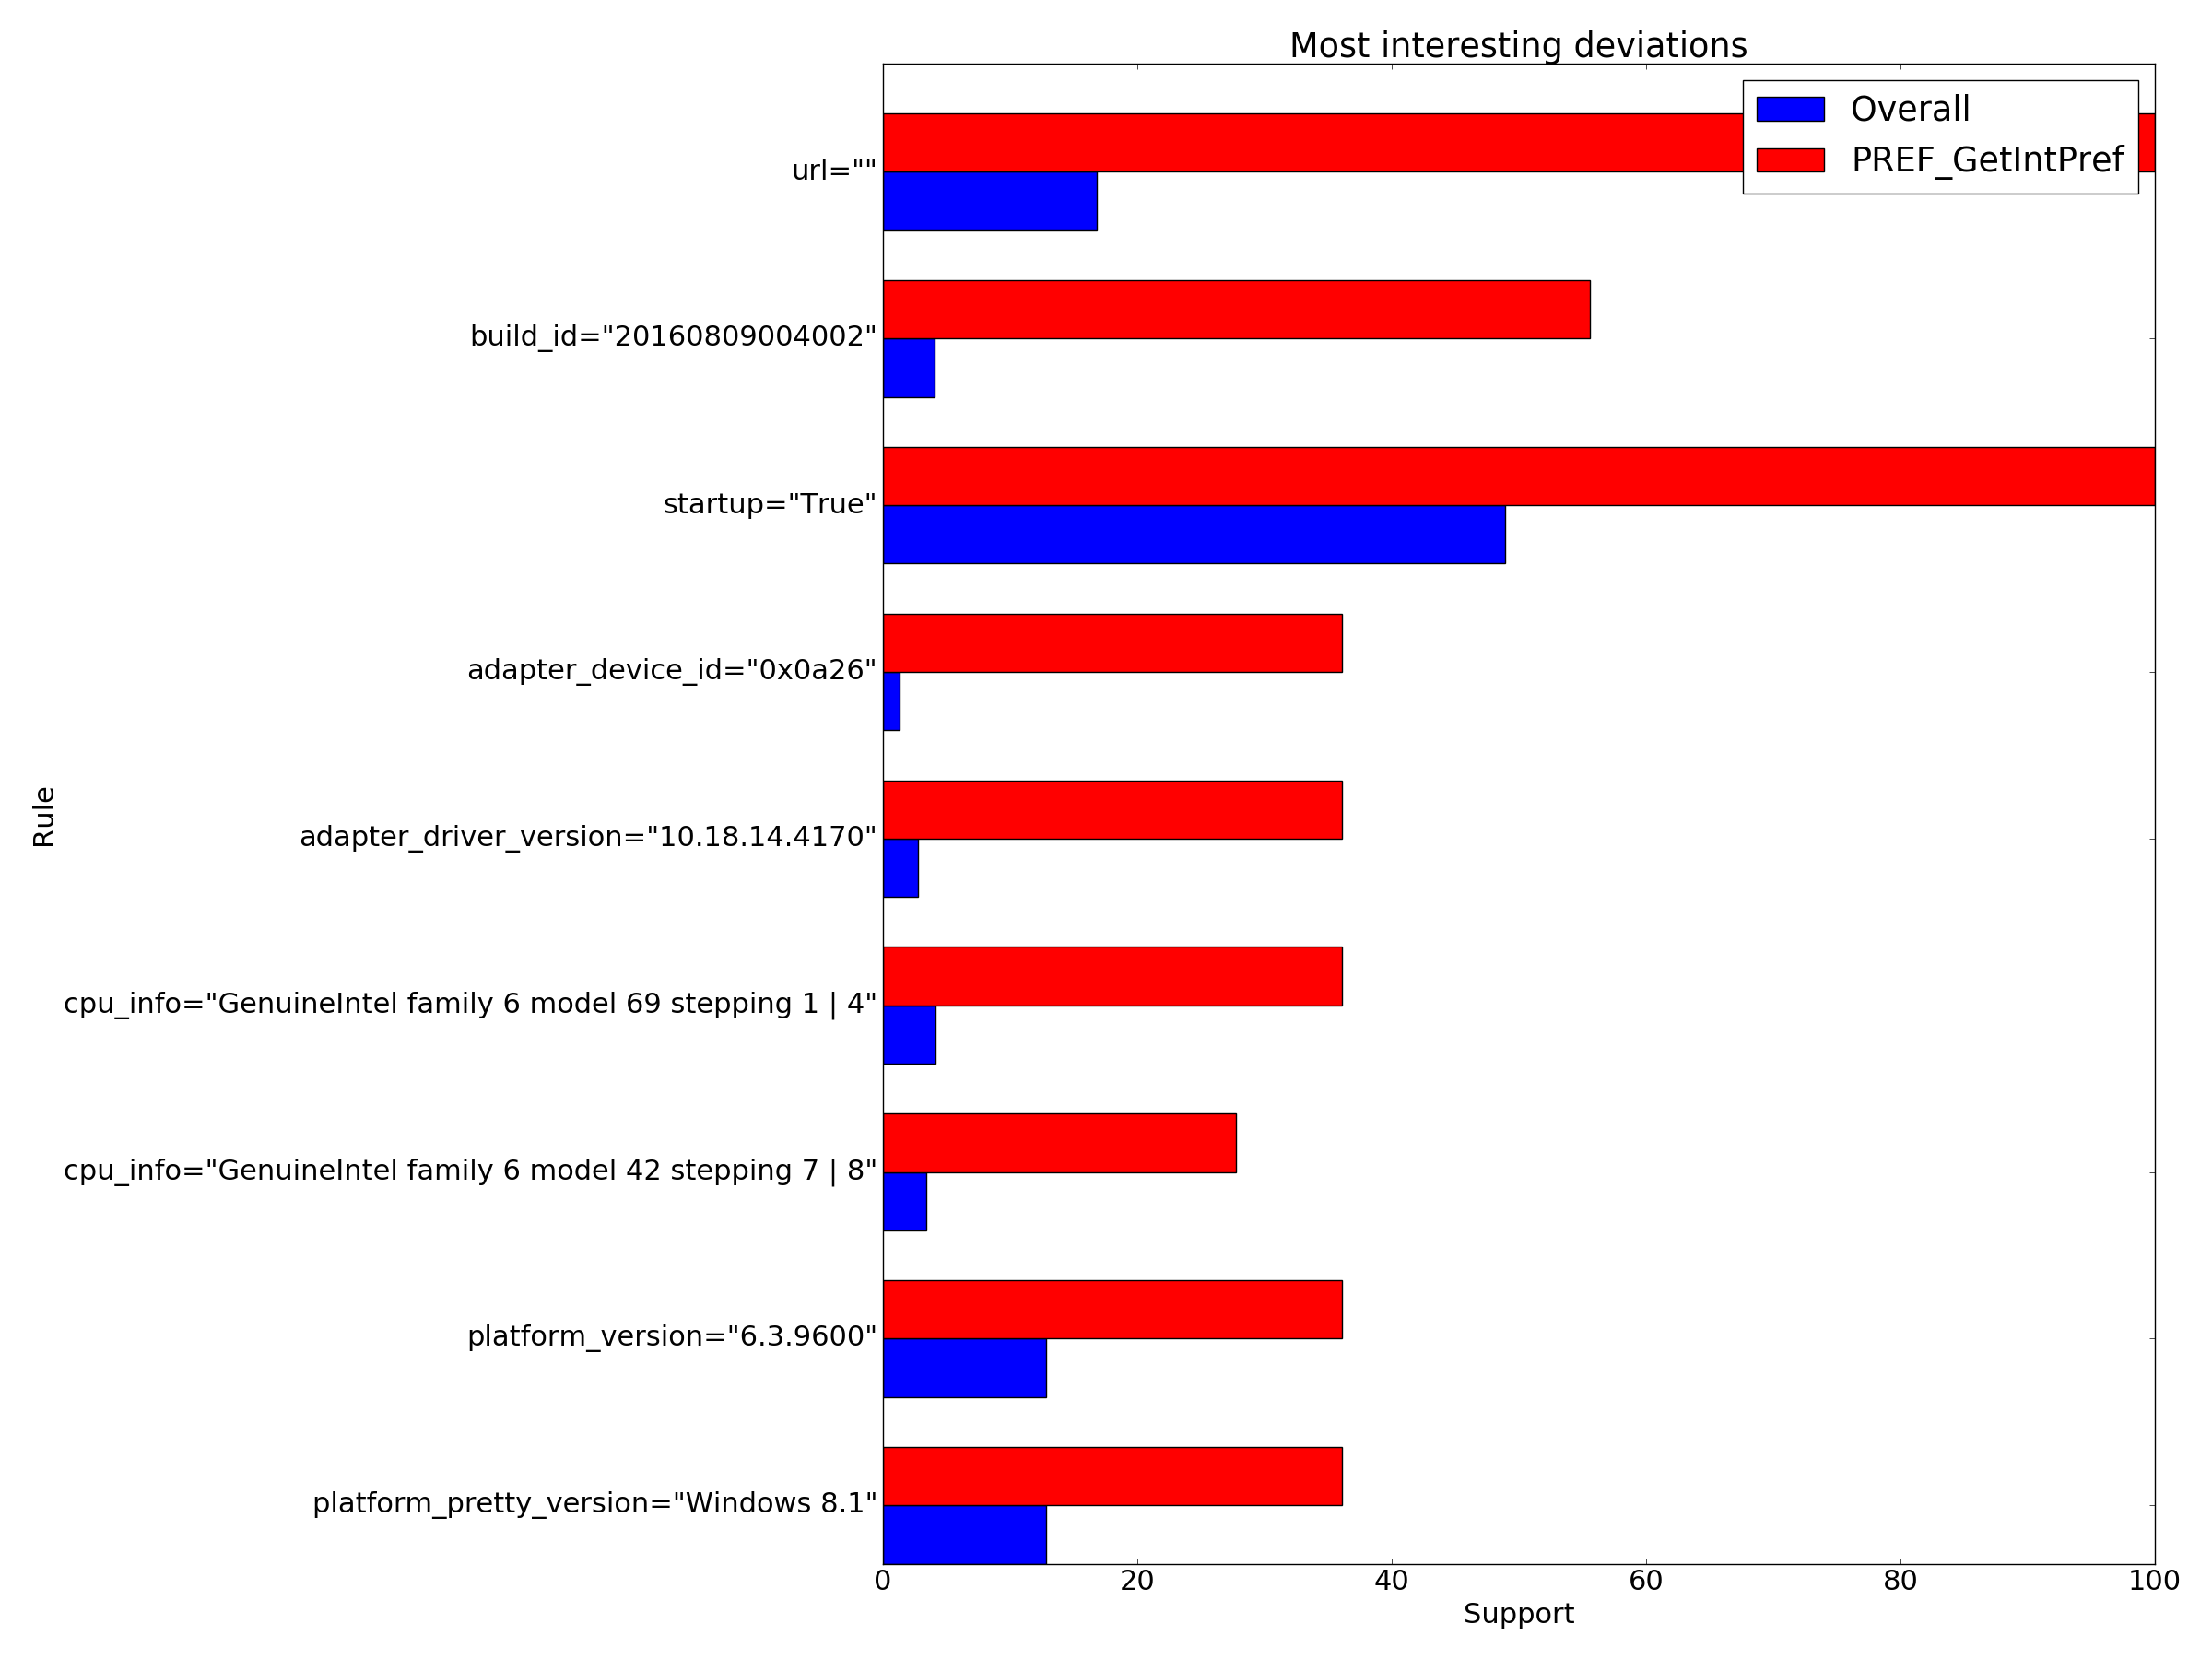 Most interesting deviations
Overall
PREF_GetIntPref
url=""
build_id="20160809004002"
startup="True"
adapter_device_id="0x0a26"
adapter_driver_version="10.18.14.4170"
cpu_info="GenuineIntel family 6 model 69 stepping 1 | 4"
cpu_info="GenuineIntel family 6 model 42 stepping 7 | 8"
platform_version="6.3.9600"
platform_pretty_version="Windows 8.1"
Rule
0 20 40 60 80 100
Support